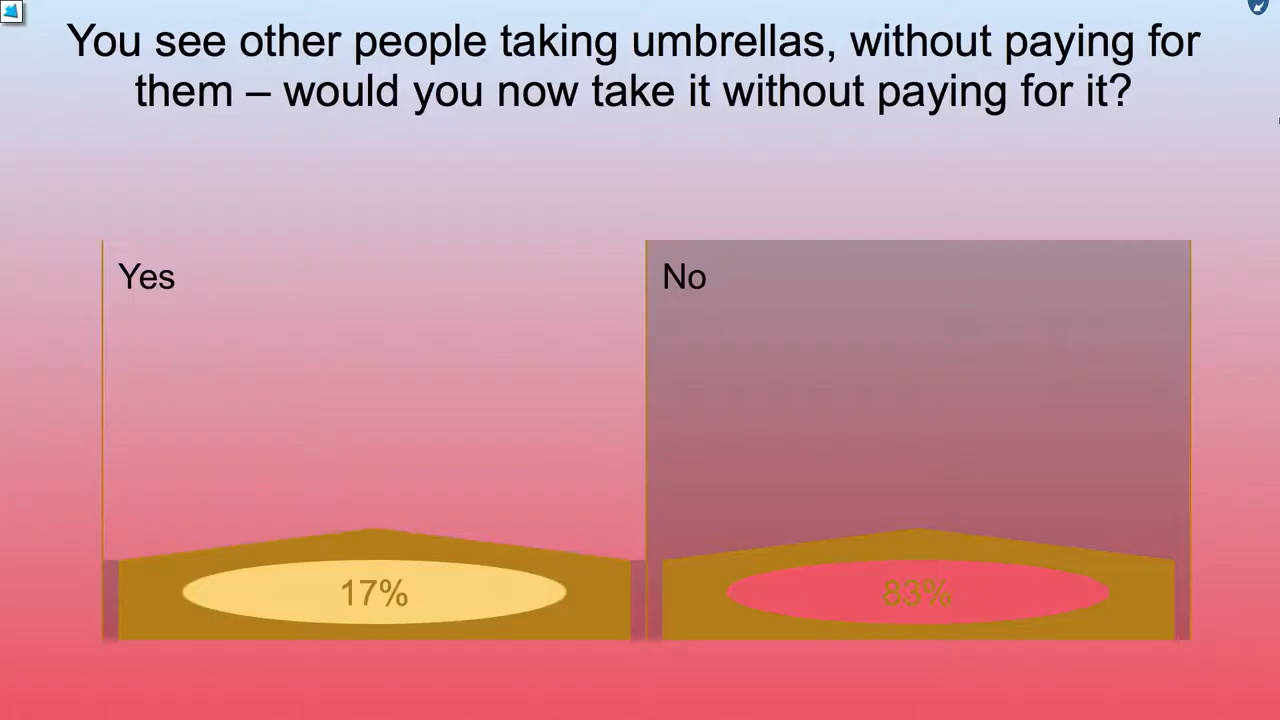 You see other people taking umbrellas, without paying for
them – would you now take it without paying for it?
Yes
No
17%
83%